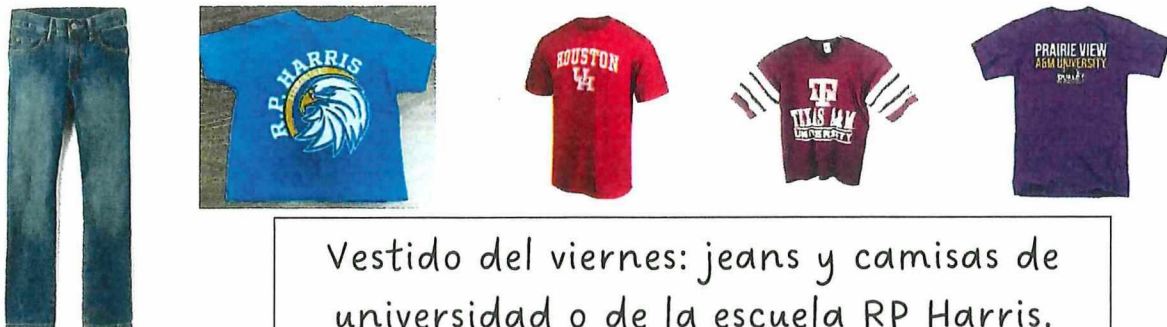 R.P. HARRIS
HOUSTON
UH
TEXAS A&M
UNIVERSITY
PRAIRIE VIEW
A&M UNIVERSITY
Vestido del viernes: jeans y camisas de
universidad o de la escuela RP Harris.